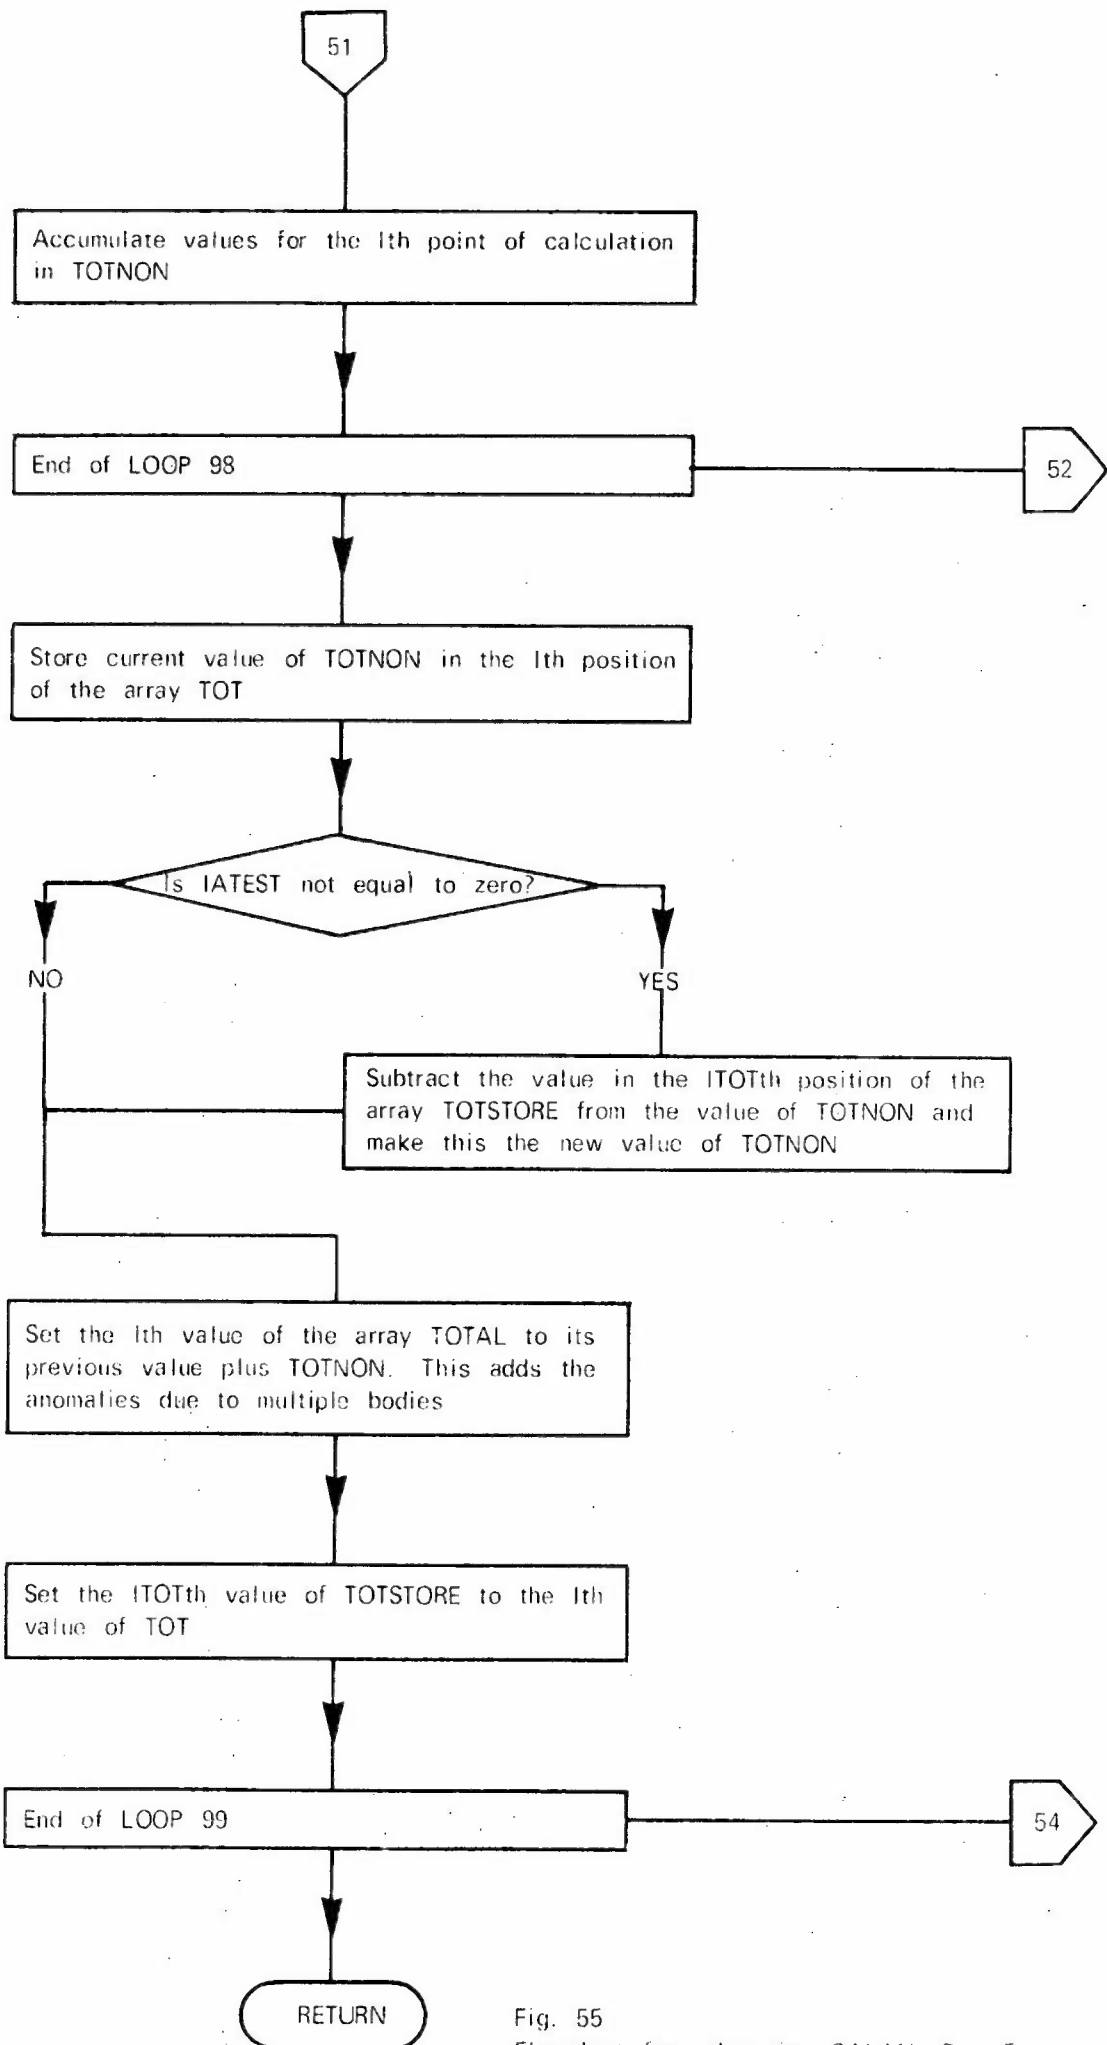 51
Accumulate values for the Ith point of calculation
in TOTNON
End of LOOP 98
52
Store current value of TOTNON in the Ith position
of the array TOT
Is IATEST not equal to zero?
NO
YES
Subtract the value in the ITOTth position of the
array TOTSTORE from the value of TOTNON and
make this the new value of TOTNON
Set the Ith value of the array TOTAL to its
previous value plus TOTNON. This adds the
anomalies due to multiple bodies
Set the ITOTth value of TOTSTORE to the Ith
value of TOT
End of LOOP 99
54
RETURN
Fig. 55